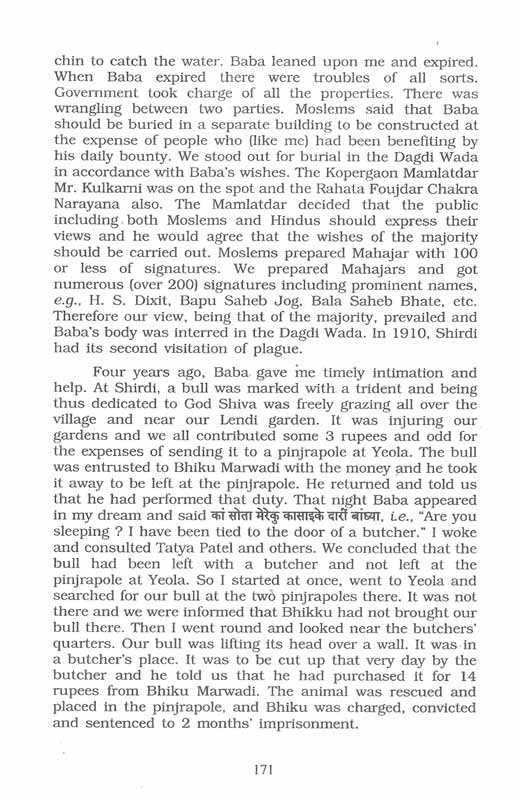 chin to catch the water. Baba leaned upon me and expired.
When Baba expired there were troubles of all sorts.
Government took charge of all the properties. There was
wrangling between two parties. Moslems said that Baba
should be buried in a separate building to be constructed at
the expense of people who (like me) had been benefiting by
his daily bounty. We stood out for burial in the Dagdi Wada
in accordance with Baba's wishes. The Kopergaon Mamlatdar
Mr. Kulkarni was on the spot and the Rahata Foujdar Chakra
Narayana also. The Mamlatdar decided that the public
including both Moslems and Hindus should express their
views and he would agree that the wishes of the majority
should be carried out. Moslems prepared Mahajar with 100
or less of signatures. We prepared Mahajars and got
numerous (over 200) signatures including prominent names,
e.g., H. S. Dixit, Bapu Saheb Jog, Bala Saheb Bhate, etc.
Therefore our view, being that of the majority, prevailed and
Baba's body was interred in the Dagdi Wada. In 1910, Shirdi
had its second visitation of plague.
Four years ago, Baba gave me timely intimation and
help. At Shirdi, a bull was marked with a trident and being
thus dedicated to God Shiva was freely grazing all over the
village and near our Lendi garden. It was injuring our
gardens and we all contributed some 3 rupees and odd for
the expenses of sending it to a pinjrapole at Yeola. The bull
was entrusted to Bhiku Marwadi with the money and he took
it away to be left at the pinjrapole. He returned and told us
that he had performed that duty. That night Baba appeared
in my dream and said कां सोता मेरेकु कासाइके दारीं बांध्या, i.e., "Are you
sleeping ? I have been tied to the door of a butcher." I woke
and consulted Tatya Patel and others. We concluded that the
bull had been left with a butcher and not left at the
pinjrapole at Yeola. So I started at once, went to Yeola and
searched for our bull at the two pinjrapoles there. It was not
there and we were informed that Bhikku had not brought our
bull there. Then I went round and looked near the butchers'
quarters. Our bull was lifting its head over a wall. It was in
a butcher's place. It was to be cut up that very day by the
butcher and he told us that he had purchased it for 14
rupees from Bhiku Marwadi. The animal was rescued and
placed in the pinjrapole, and Bhiku was charged, convicted
and sentenced to 2 months' imprisonment.
171